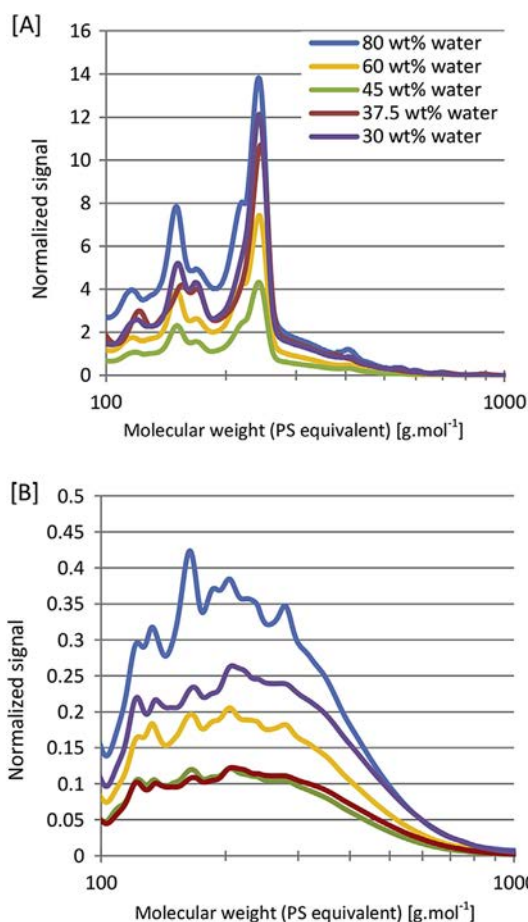 [A]
16
14
12
10
8
6
4
2
0
Normalized signal
80 wt% water
60 wt% water
45 wt% water
37.5 wt% water
30 wt% water
100
1000
Molecular weight (PS equivalent) [g.mol-1]
[B]
0.5
0.45
0.4
0.35
0.3
0.25
0.2
0.15
0.1
0.05
0
Normalized signal
100
1000
Molecular weight (PS equivalent) [g.mol-1]